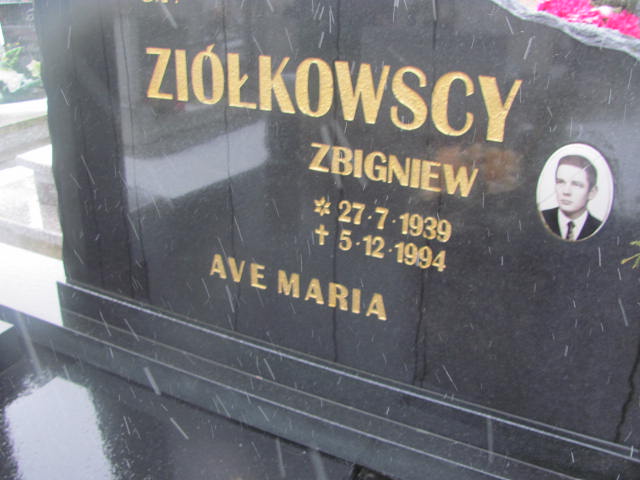 ZIÓŁKOWSCY
ZBIGNIEW
* 27·7·1939
† 5·12·1994
AVE MARIA